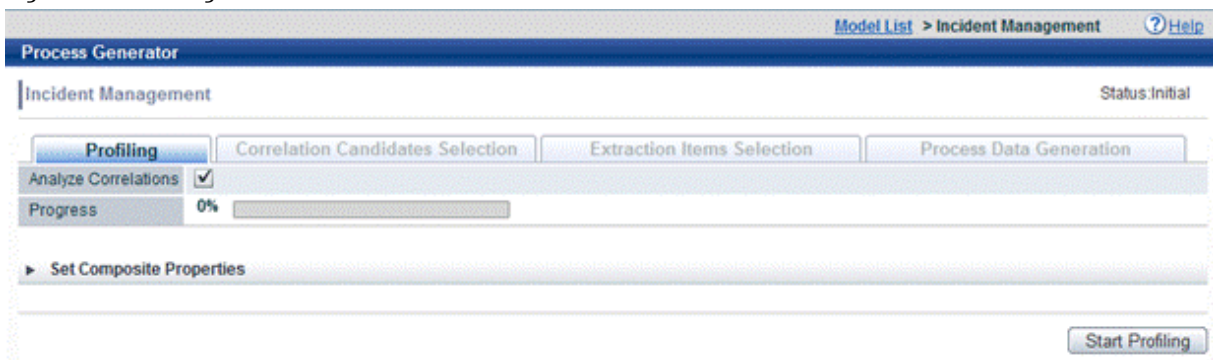 Model List > Incident Management ? Help
Process Generator
Incident Management Status:Initial
Profiling Correlation Candidates Selection Extraction Items Selection Process Data Generation
Analyze Correlations
Progress 0%
Set Composite Properties
Start Profiling